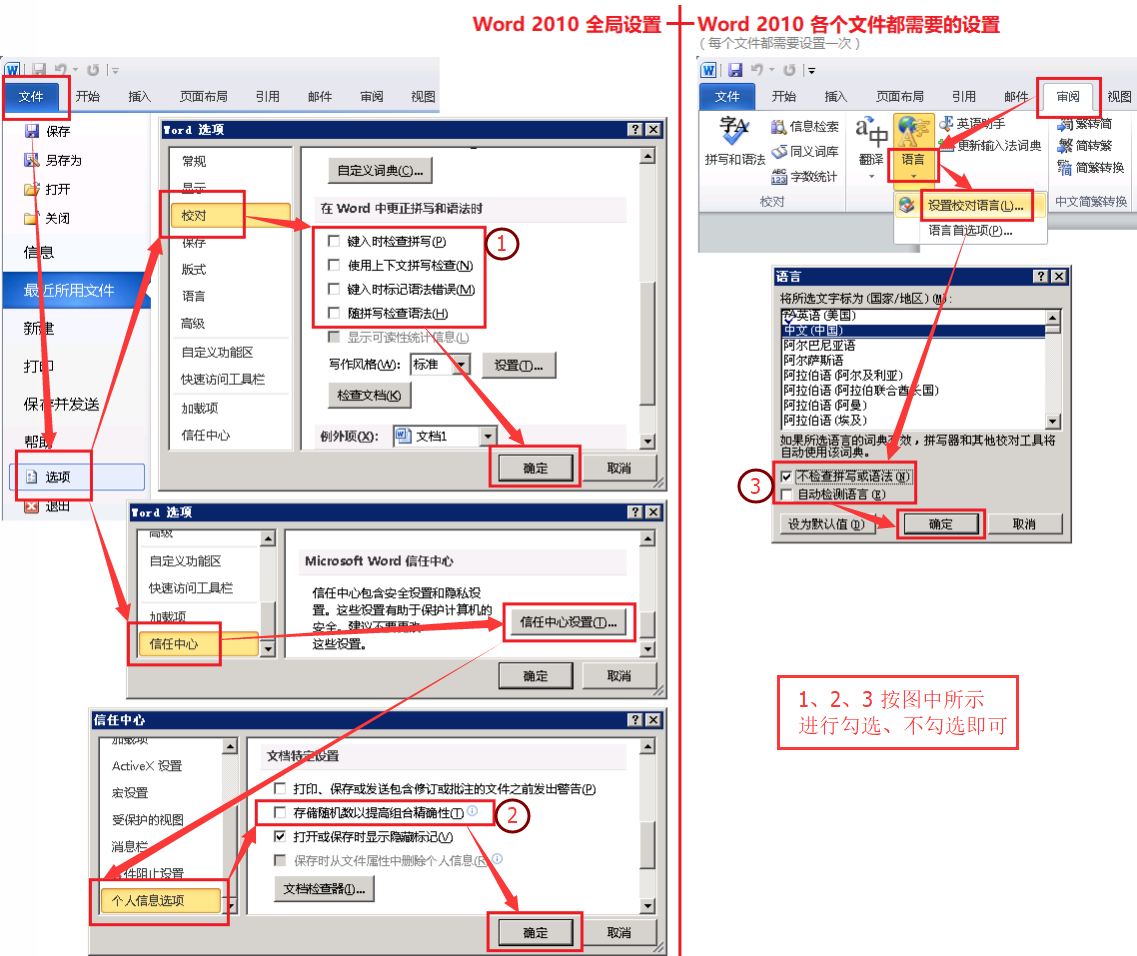 Word 2010 全局设置
Word 2010 各个文件都需要的设置
（每个文件都需要设置一次）
文件 开始 插入 页面布局 引用 邮件 审阅 视图
保存
另存为
打开
关闭
信息
最近所用文件
新建
打印
保存并发送
帮助
选项
退出
Word 选项
常规
显示
校对
保存
版式
语言
高级
自定义功能区
快速访问工具栏
加载项
信任中心
自定义词典(C)...
在 Word 中更正拼写和语法时
键入时检查拼写(P)
使用上下文拼写检查(N)
键入时标记语法错误(M)
随拼写检查语法(H)
显示可读性统计信息(L)
写作风格(W): 标准 设置(T)...
检查文档(K)
例外项(X): 文档1
确定 取消
1
Word 选项
高级
自定义功能区
快速访问工具栏
加载项
信任中心
Microsoft Word 信任中心
信任中心包含安全设置和隐私设
置。这些设置有助于保护计算机的
安全。建议不要更改
这些设置。
信任中心设置(T)...
确定 取消
信任中心
加载项
ActiveX 设置
宏设置
受保护的视图
消息栏
文件阻止设置
个人信息选项
文档特定设置
打印、保存或发送包含修订或批注的文件之前发出警告(P)
存储随机数以提高组合精确性(T)
打开或保存时显示隐藏标记(V)
保存时从文件属性中删除个人信息(R)
文档检查器(I)...
2
确定 取消
文件 开始 插入 页面布局 引用 邮件 审阅 视图
拼写和语法
信息检索
同义词库
字数统计
校对
翻译
语言
英语助手
更新输入法词典
繁转简
简转繁
简繁转换
中文简繁转换
设置校对语言(L)...
语言首选项(P)...
语言
将所选文字标为(国家/地区)(M):
英语(美国)
中文(中国)
阿尔巴尼亚语
阿尔萨斯语
阿拉伯语(阿尔及利亚)
阿拉伯语(阿拉伯联合酋长国)
阿拉伯语(阿曼)
阿拉伯语(埃及)
如果所选语言的词典有效，拼写器和其他校对工具将
自动使用该词典。
不检查拼写或语法(N)
自动检测语言(E)
3
设为默认值(D) 确定 取消
1、2、3 按图中所示
进行勾选、不勾选即可